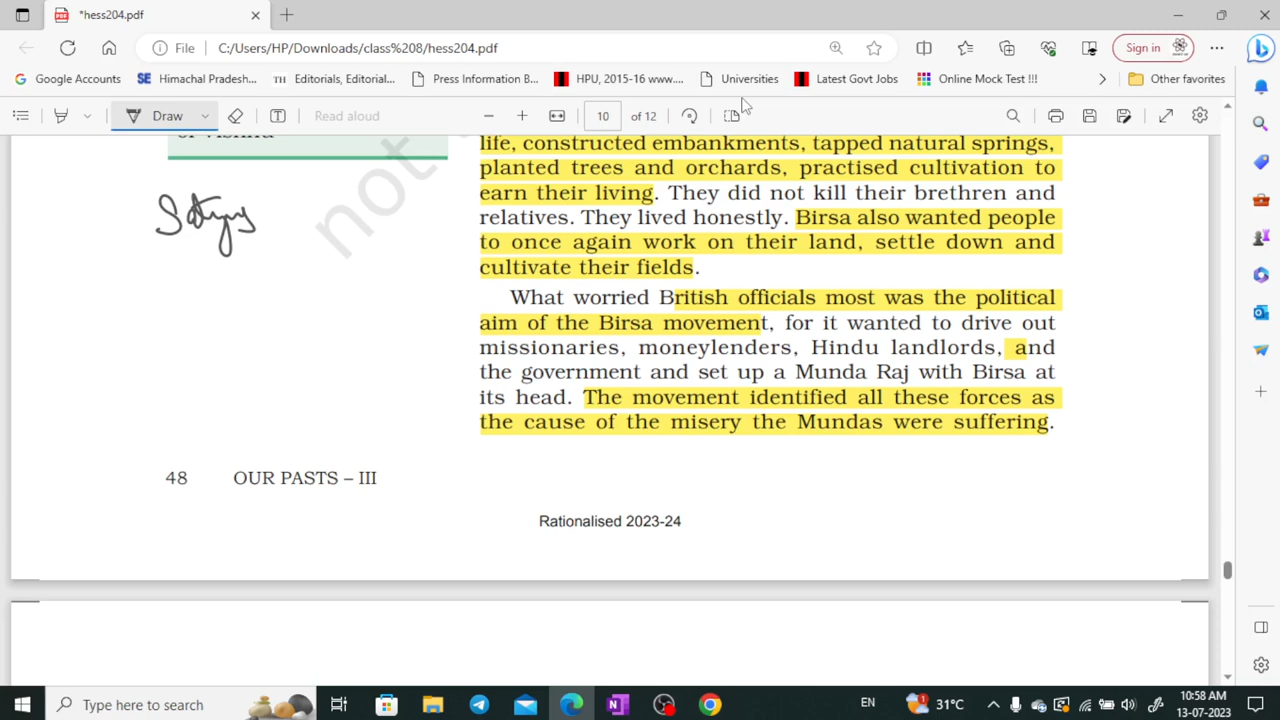 *hess204.pdf
File C:/Users/HP/Downloads/class%208/hess204.pdf
Sign in
Google Accounts
SE Himachal Pradesh...
TH Editorials, Editorial...
Press Information B...
HPU, 2015-16 www....
Universities
Latest Govt Jobs
Online Mock Test !!!
Other favorites
Draw
Read aloud
10 of 12
life, constructed embankments, tapped natural springs,
planted trees and orchards, practised cultivation to
earn their living. They did not kill their brethren and
relatives. They lived honestly. Birsa also wanted people
to once again work on their land, settle down and
cultivate their fields.
What worried British officials most was the political
aim of the Birsa movement, for it wanted to drive out
missionaries, moneylenders, Hindu landlords, and
the government and set up a Munda Raj with Birsa at
its head. The movement identified all these forces as
the cause of the misery the Mundas were suffering.
not
48 OUR PASTS – III
Rationalised 2023-24
Type here to search
EN
31°C
10:58 AM
13-07-2023